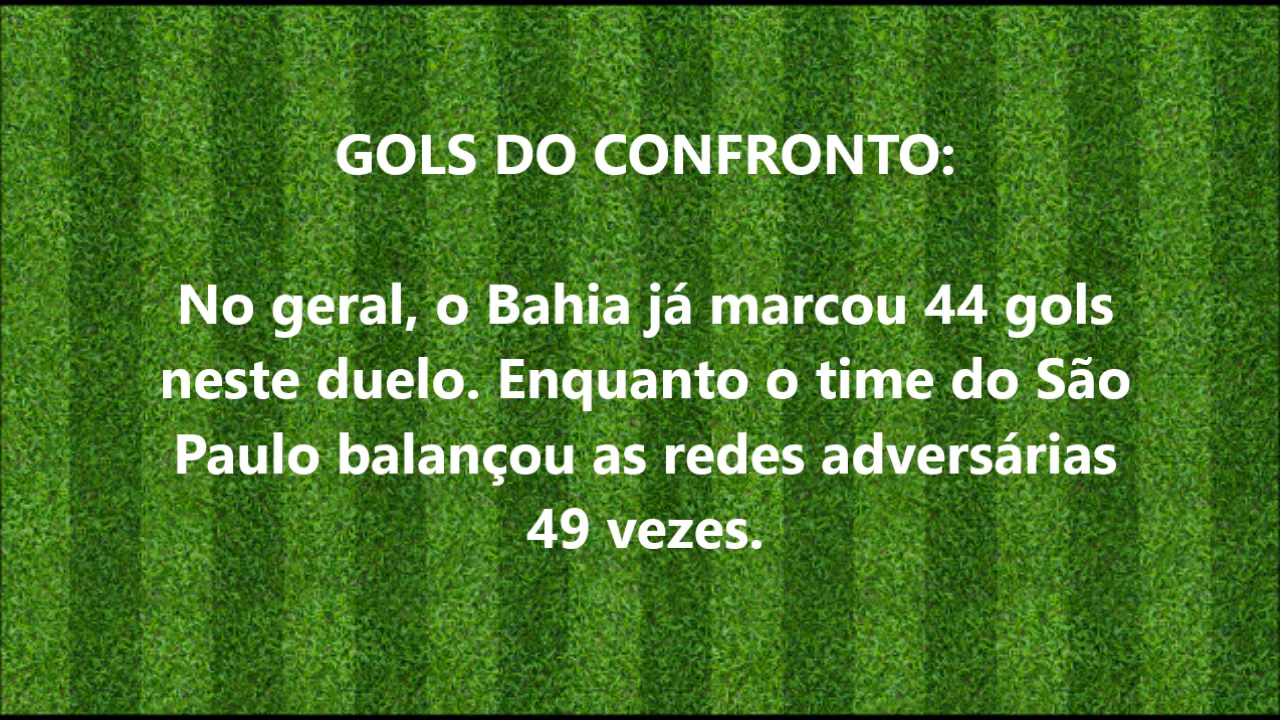 GOLS DO CONFRONTO:
No geral, o Bahia já marcou 44 gols
neste duelo. Enquanto o time do São
Paulo balançou as redes adversárias
49 vezes.